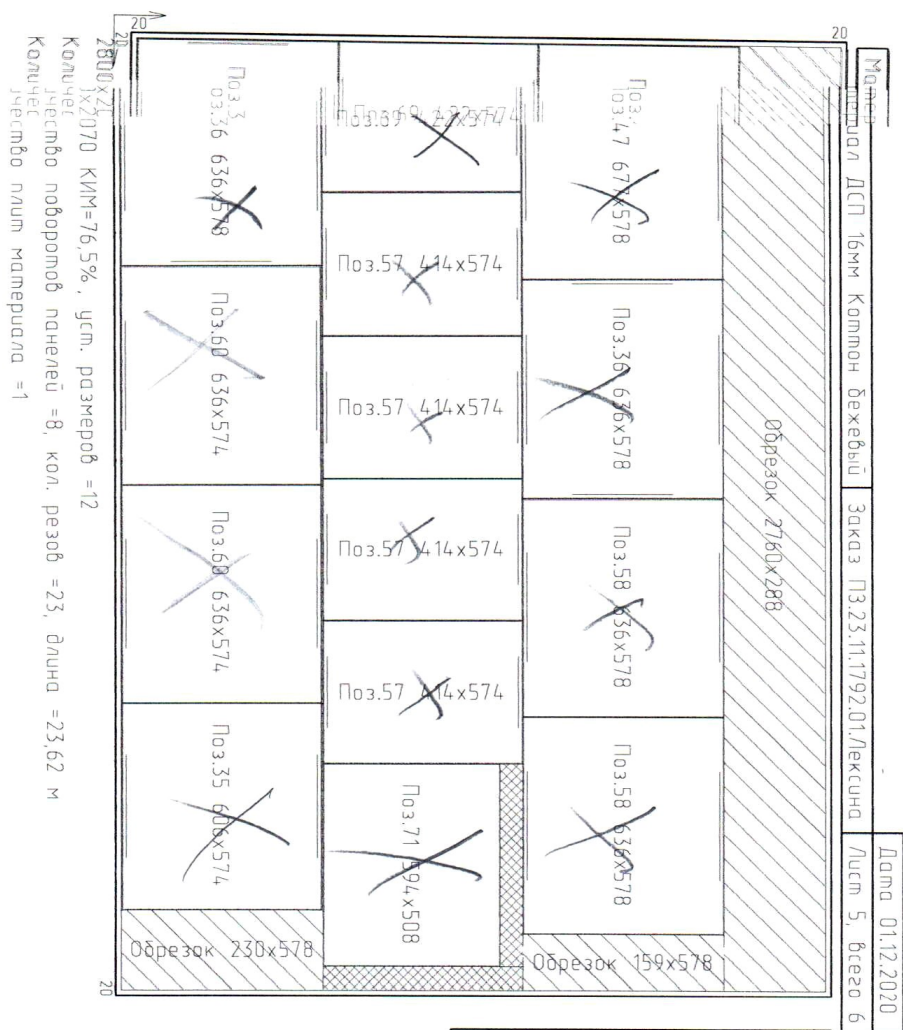 Материал ДСП 16мм Коттон бежевый
Заказ ПЗ.23.11.1792.01./Лексина
Дата 01.12.2020
Лист 5, всего 6
20
20
20
20
Обрезок 2760x288
Поз.47 677x578
Поз.36 636x578
Поз.58 636x578
Поз.58 636x578
Обрезок 159x578
Поз.57 414x574
Поз.57 414x574
Поз.57 414x574
Поз.57 414x574
Поз.71 594x508
Поз.36 636x578
Поз.60 636x574
Поз.60 636x574
Поз.35 606x574
Обрезок 230x578
КИМ=76,5%, уст. размеров =12
Количество поворотов панелей =8, кол. резов =23, длина =23,62 м
Количество плит материала =1